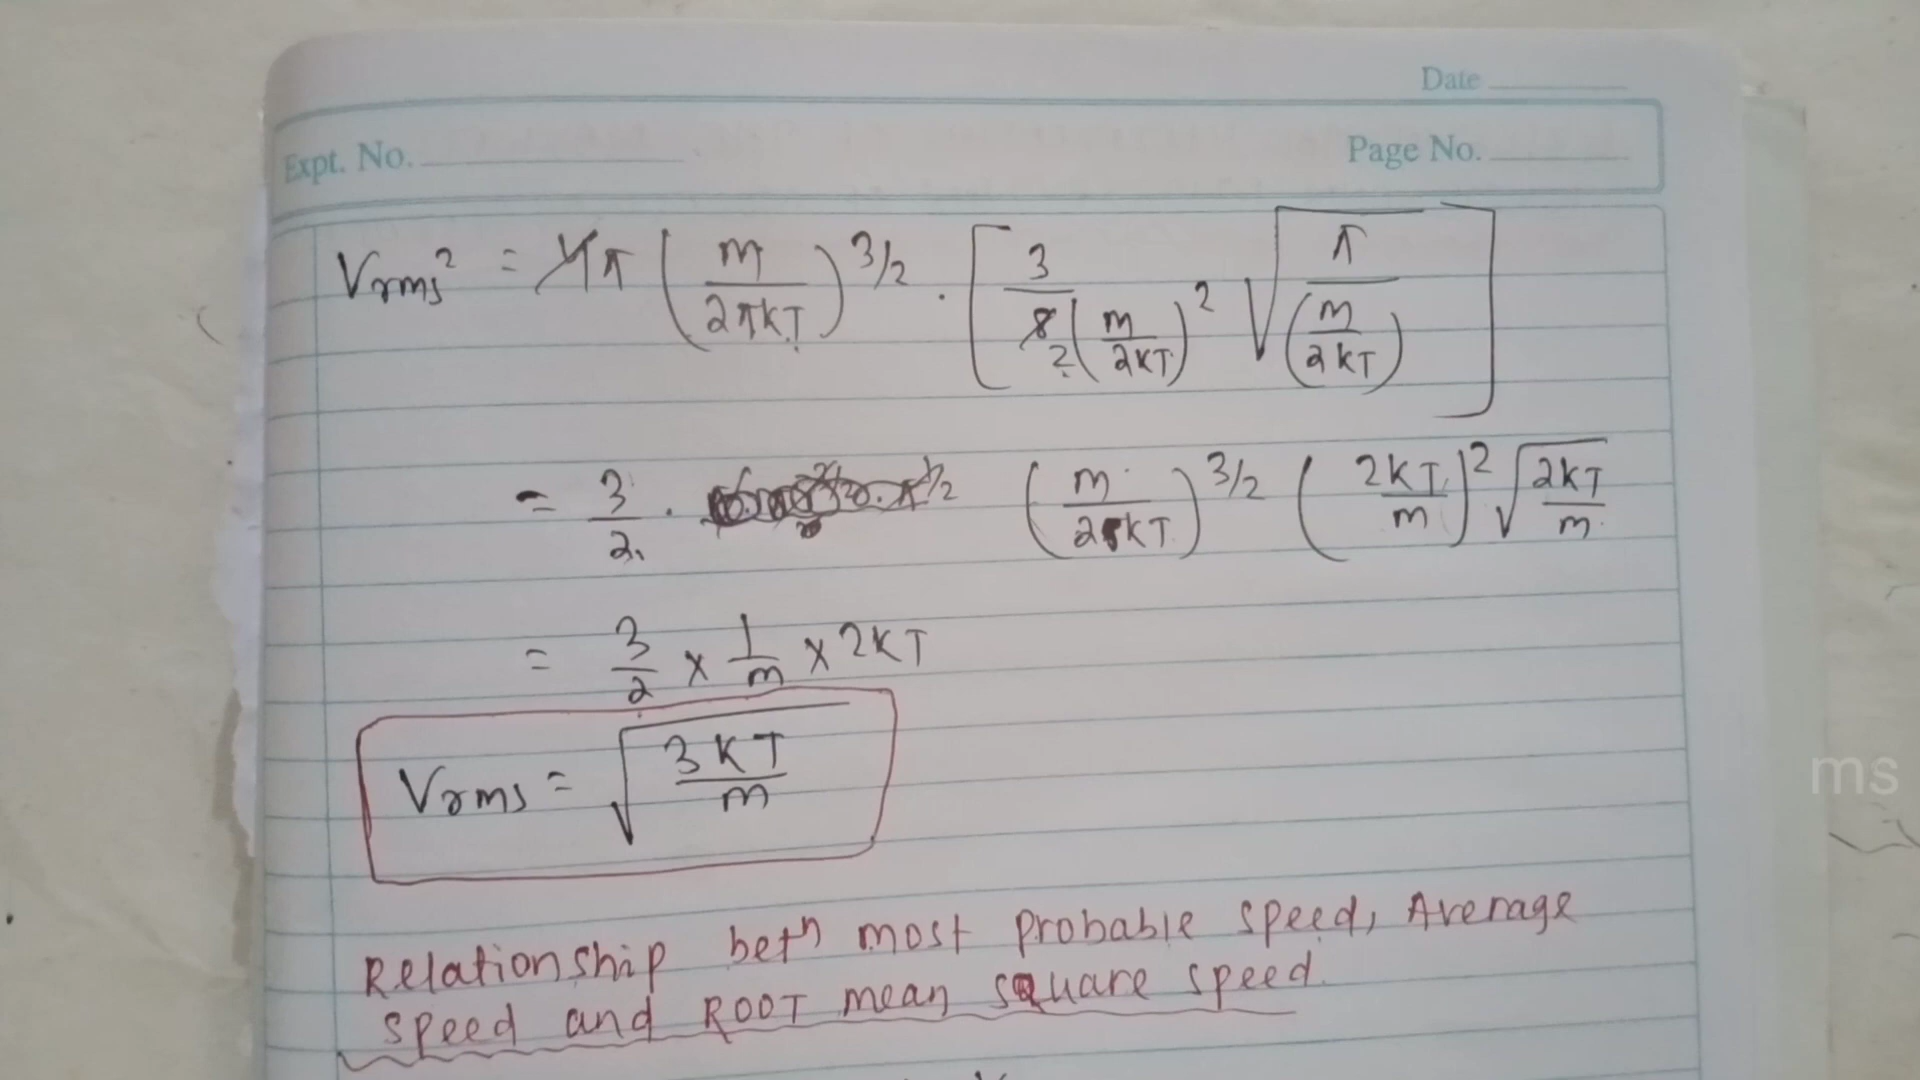 Date
Expt. No.
Page No.
Vrms² = 4π (m/2πkT)^3/2 . [3/8 2 (m/2kT)² √(π/(m/2kT))]
= 3/2 . (m/2kT)^3/2 (2kT/m)² √(2kT/m)
= 3/2 × 1/m × 2kT
Vrms = √(3kT/m)
ms
Relationship betⁿ most probable speed, Average
speed and ROOT mean square speed.